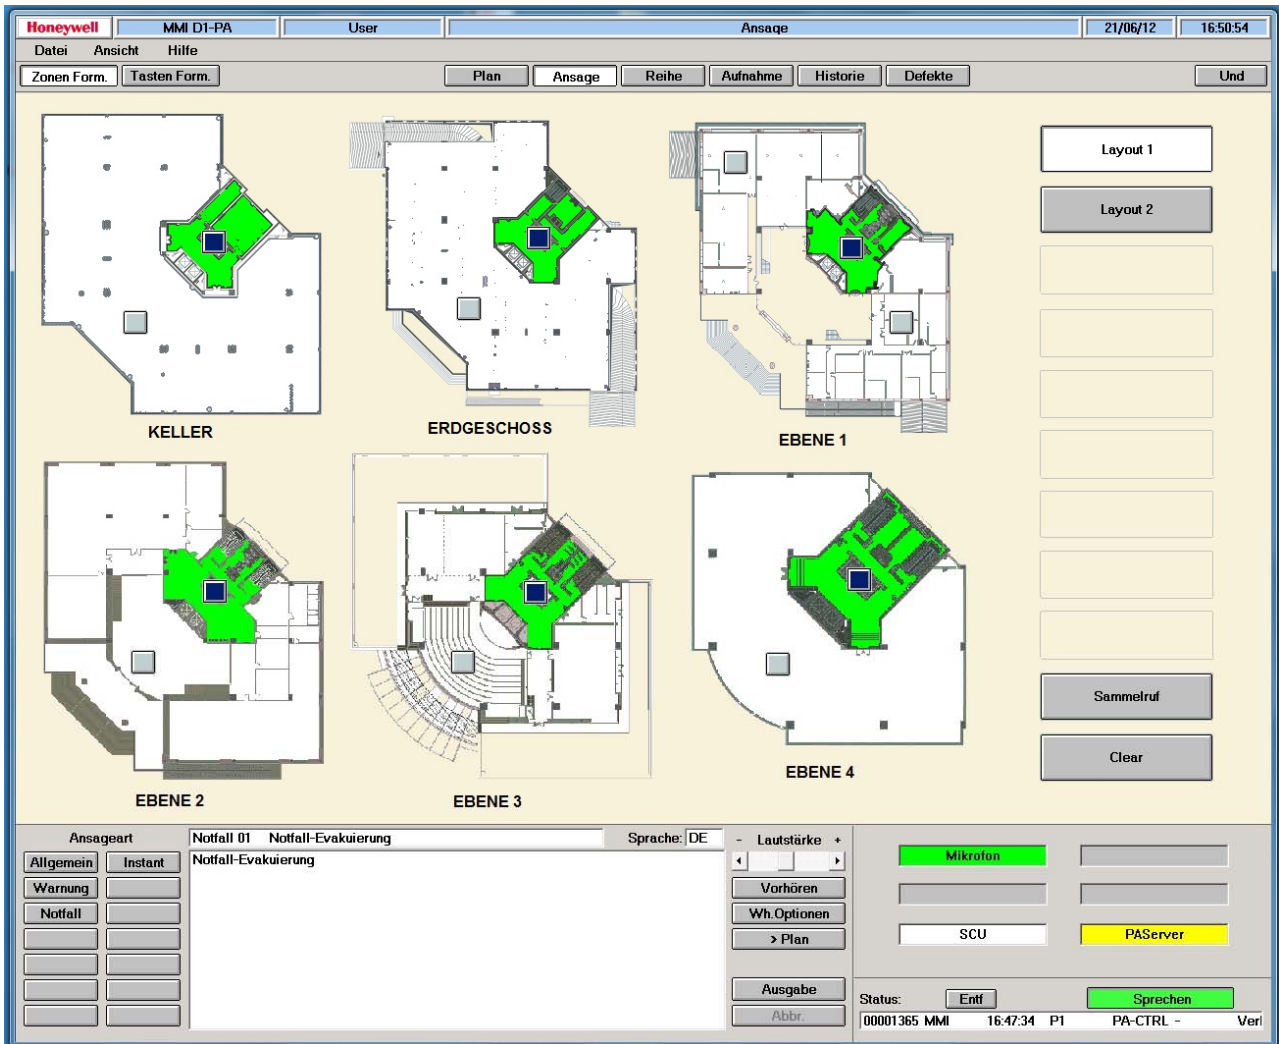 Honeywell MMI D1-PA User Ansage 21/06/12 16:50:54
Datei Ansicht Hilfe
Zonen Form. Tasten Form. Plan Ansage Reihe Aufnahme Historie Defekte Und
Layout 1
Layout 2
KELLER
ERDGESCHOSS
EBENE 1
EBENE 2
EBENE 3
EBENE 4
Sammelruf
Clear
Ansageart
Notfall 01 Notfall-Evakuierung Sprache: DE
- Lautstärke +
Allgemein Instant
Warnung
Notfall
Notfall-Evakuierung
Vorhören
Wh.Optionen
> Plan
Ausgabe
Abbr.
Mikrofon
SCU PAServer
Status: Entf Sprechen
00001365 MMI 16:47:34 P1 PA-CTRL - Verl